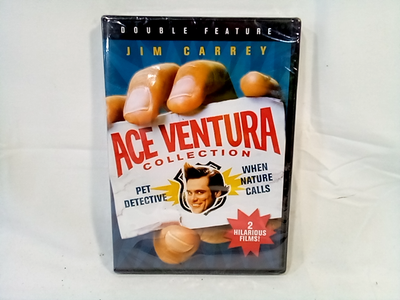 DOUBLE FEATURE
JIM CARREY
ACE VENTURA
COLLECTION
PET
DETECTIVE
WHEN
NATURE
CALLS
2
HILARIOUS
FILMS!